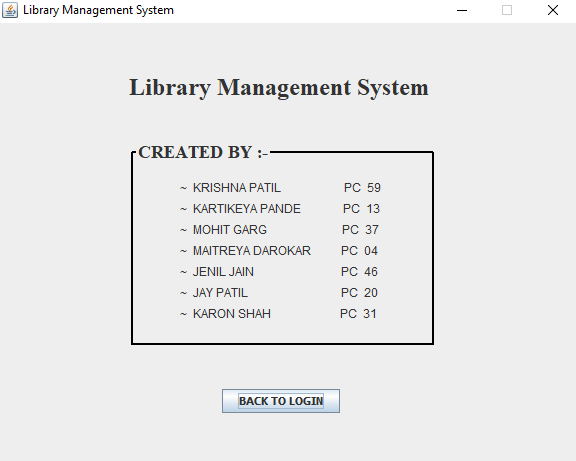 Library Management System
Library Management System
CREATED BY :-
~ KRISHNA PATIL PC 59
~ KARTIKEYA PANDE PC 13
~ MOHIT GARG PC 37
~ MAITREYA DAROKAR PC 04
~ JENIL JAIN PC 46
~ JAY PATIL PC 20
~ KARON SHAH PC 31
BACK TO LOGIN